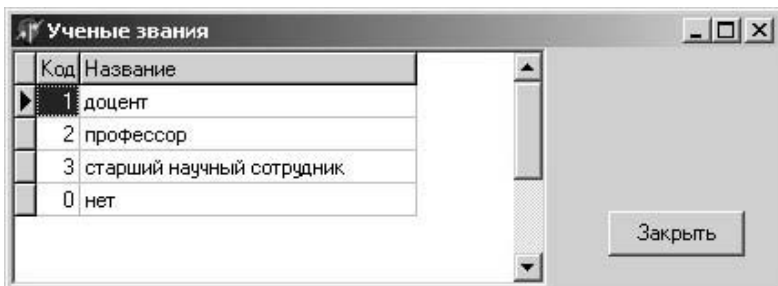 Ученые звания
Код Название
1 доцент
2 профессор
3 старший научный сотрудник
0 нет
Закрыть